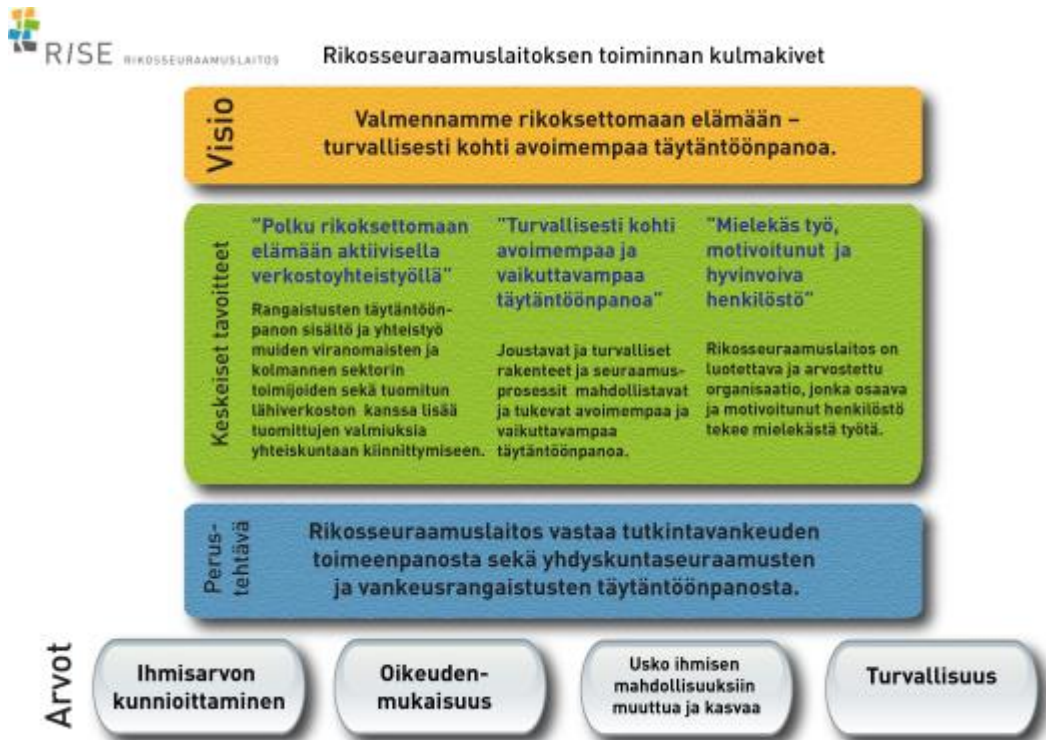 RISE RIKOSSEURAAMUSLAITOS
Rikosseuraamuslaitoksen toiminnan kulmakivet
Visio
Valmennamme rikoksettomaan elämään –
turvallisesti kohti avoimempaa täytäntöönpanoa.
Keskeiset tavoitteet
"Polku rikoksettomaan
elämään aktiivisella
verkostoyhteistyöllä"
Rangaistusten täytäntöön-
panon sisältö ja yhteistyö
muiden viranomaisten ja
kolmannen sektorin
toimijoiden sekä tuomitun
lähiverkoston kanssa lisää
tuomittujen valmiuksia
yhteiskuntaan kiinnittymiseen.
"Turvallisesti kohti
avoimempaa ja
vaikuttavampaa
täytäntöönpanoa"
Joustavat ja turvalliset
rakenteet ja seuraamus-
prosessit mahdollistavat
ja tukevat avoimempaa ja
vaikuttavampaa
täytäntöönpanoa.
"Mielekäs työ,
motivoitunut ja
hyvinvoiva
henkilöstö"
Rikosseuraamuslaitos on
luotettava ja arvostettu
organisaatio, jonka osaava
ja motivoitunut henkilöstö
tekee mielekästä työtä.
Perus-
tehtävä
Rikosseuraamuslaitos vastaa tutkintavankeuden
toimeenpanosta sekä yhdyskuntaseuraamusten
ja vankeusrangaistusten täytäntöönpanosta.
Arvot
Ihmisarvon
kunnioittaminen
Oikeuden-
mukaisuus
Usko ihmisen
mahdollisuuksiin
muuttua ja kasvaa
Turvallisuus